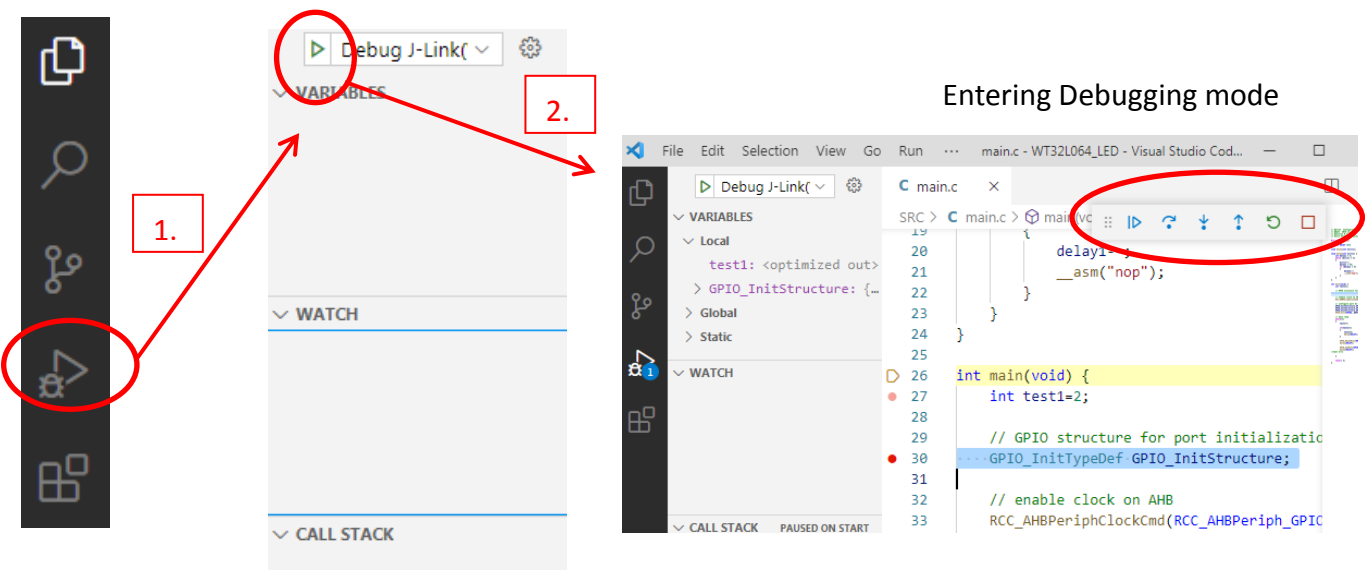 Debug J-Link(
VARIABLES
1.
WATCH
CALL STACK
2.
Entering Debugging mode
File Edit Selection View Go Run ··· main.c - WT32L064_LED - Visual Studio Cod...
Debug J-Link(
C main.c ×
VARIABLES
SRC > C main.c > main(vo
Local
test1: <optimized out>
GPIO_InitStructure: {…
Global
Static
1
WATCH
CALL STACK PAUSED ON START
19 {
20
21 __asm("nop");
22 }
23 }
24 }
25
26 int main(void) {
27 int test1=2;
28
29 // GPIO structure for port initializatio
30 GPIO_InitTypeDef GPIO_InitStructure;
31
32 // enable clock on AHB
33 RCC_AHBPeriphClockCmd(RCC_AHBPeriph_GPIO